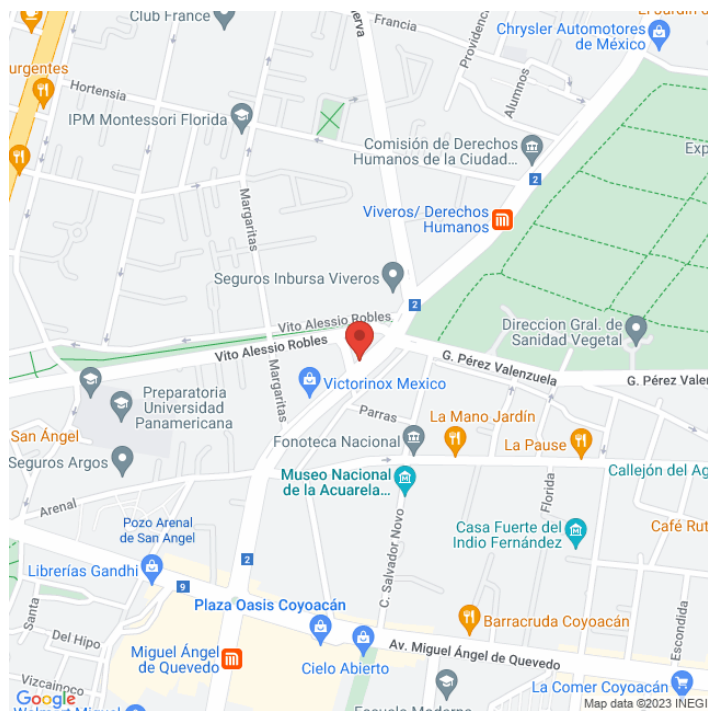 Club France
El Jardín
Chrysler Automotores
de México
Francia
Providencia
urgentes
Hortensia
Alumnos
IPM Montessori Florida
Comisión de Derechos
Humanos de la Ciudad...
Exp
2
Margaritas
Viveros/ Derechos
Humanos
Seguros Inbursa Viveros
2
Vito Alessio Robles
Direccion Gral. de
Sanidad Vegetal
Vito Alessio Robles
G. Pérez Valenzuela
G. Pérez Valen
Margaritas
Victorinox Mexico
Preparatoria
Universidad
Panamericana
Parras
La Mano Jardín
San Ángel
Fonoteca Nacional
La Pause
Seguros Argos
Museo Nacional
de la Acuarela...
Callejón del Ag
Florida
Arenal
Pozo Arenal
de San Angel
C. Salvador Novo
Casa Fuerte del
Indio Fernández
Café Rut
2
Librerías Gandhi
9
Santa
Plaza Oasis Coyoacán
Barracruda Coyoacán
Escondida
Del Hipo
Miguel Ángel
de Quevedo
Av. Miguel Ángel de Quevedo
Cielo Abierto
Vizcainoco
La Comer Coyoacán
Google
Map data ©2023 INEGI